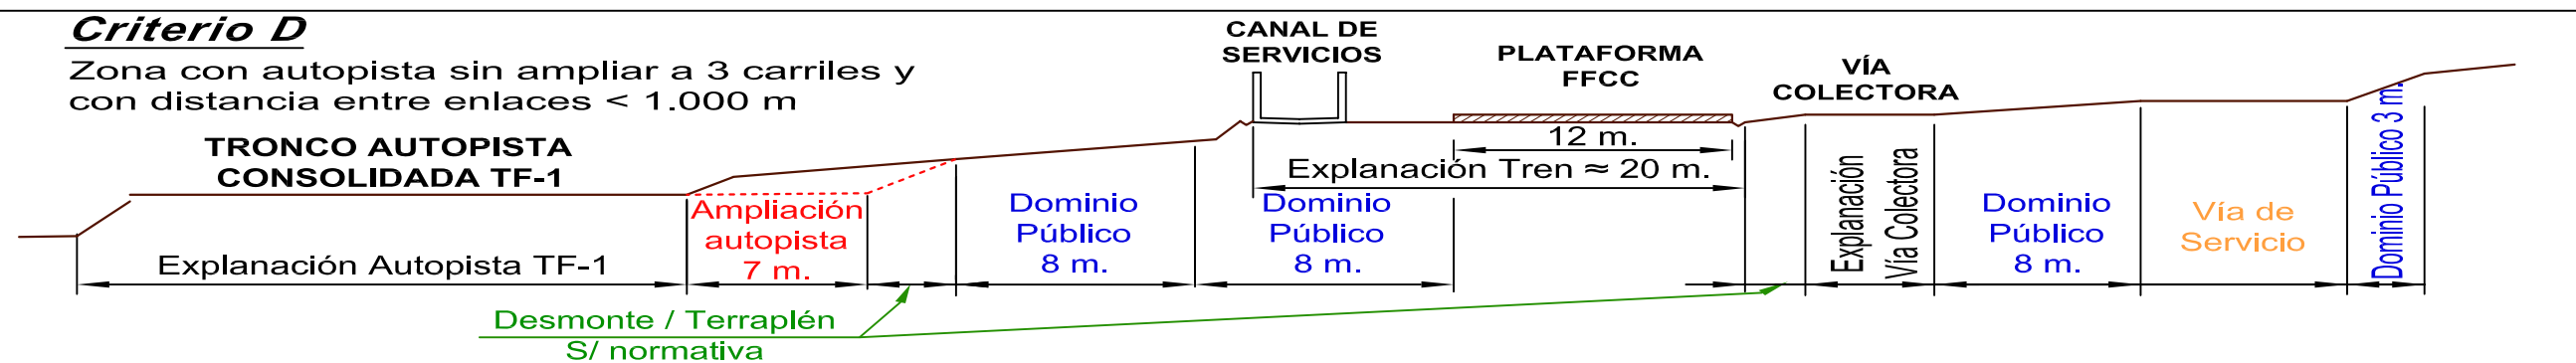 Criterio D
Zona con autopista sin ampliar a 3 carriles y
con distancia entre enlaces < 1.000 m
TRONCO AUTOPISTA
CONSOLIDADA TF-1
CANAL DE
SERVICIOS
PLATAFORMA
FFCC
VÍA
COLECTORA
12 m.
Explanación Tren ≈ 20 m.
Explanación Autopista TF-1
Ampliación
autopista
7 m.
Dominio
Público
8 m.
Dominio
Público
8 m.
Explanación
Vía Colectora
Dominio
Público
8 m.
Vía de
Servicio
Dominio Público 3 m.
Desmonte / Terraplén
S/ normativa